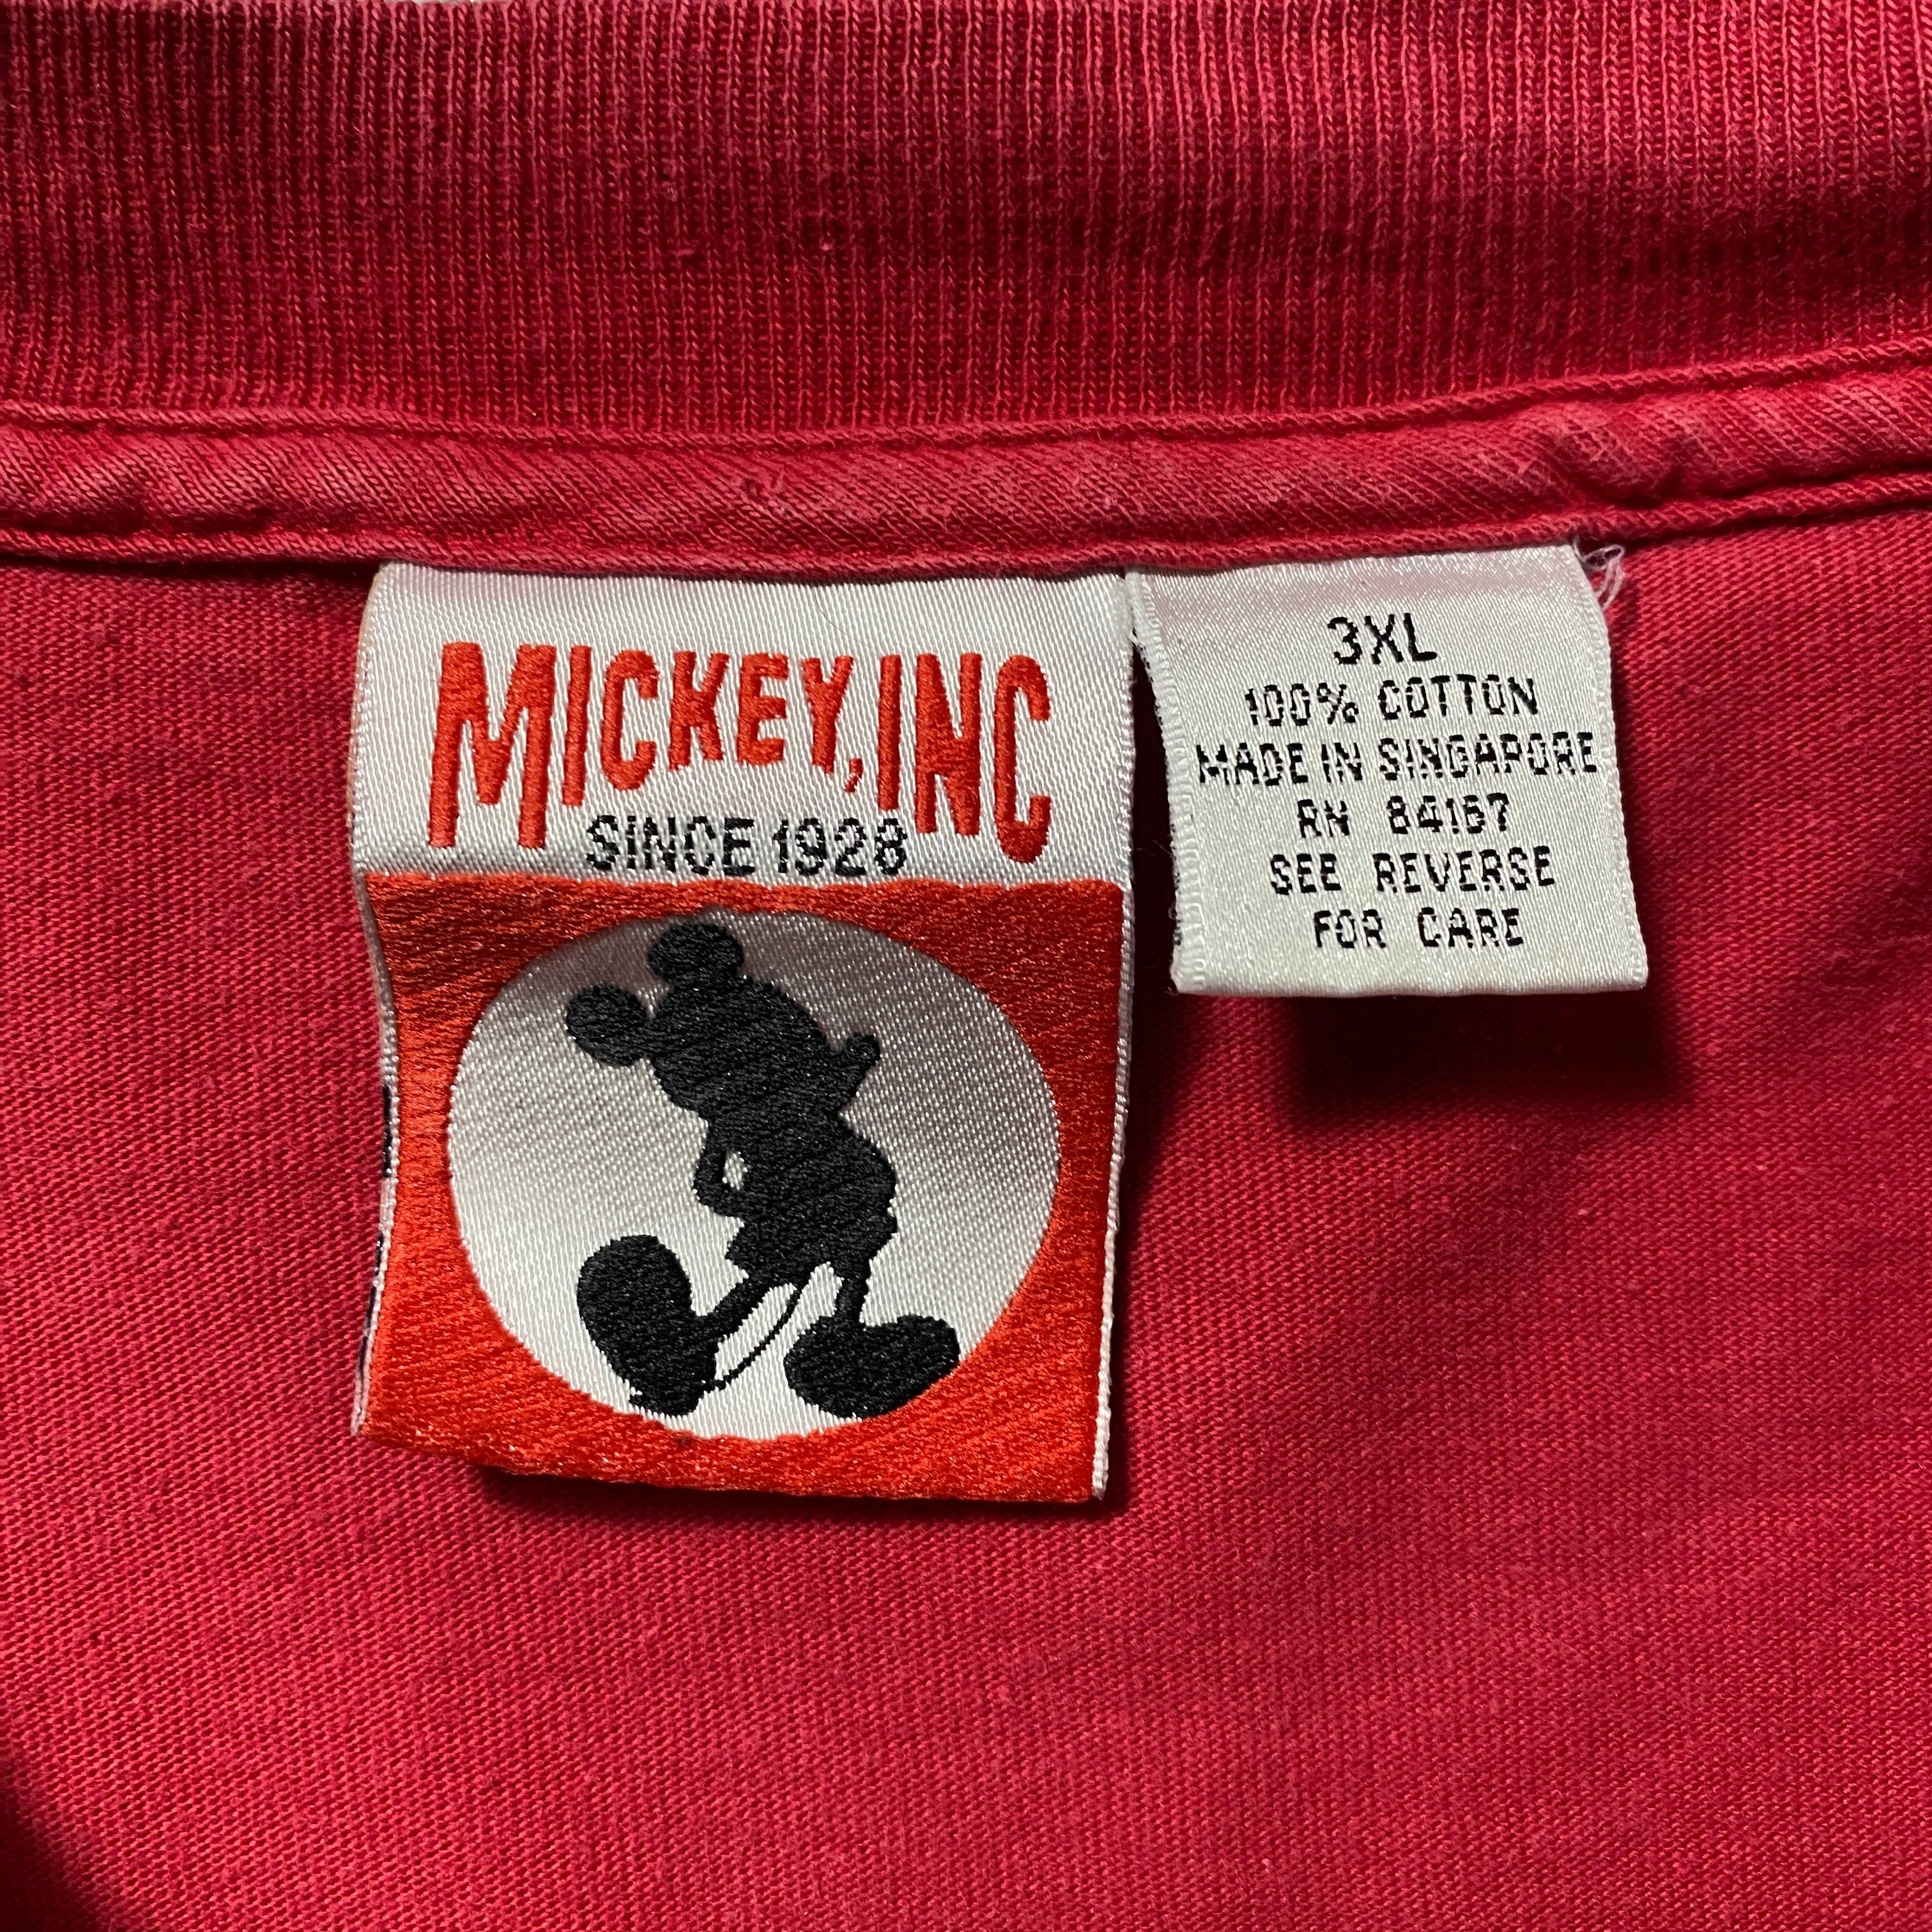 MICKEY, INC
SINCE 1928
3XL
100% COTTON
MADE IN SINGAPORE
RN 84167
SEE REVERSE
FOR CARE